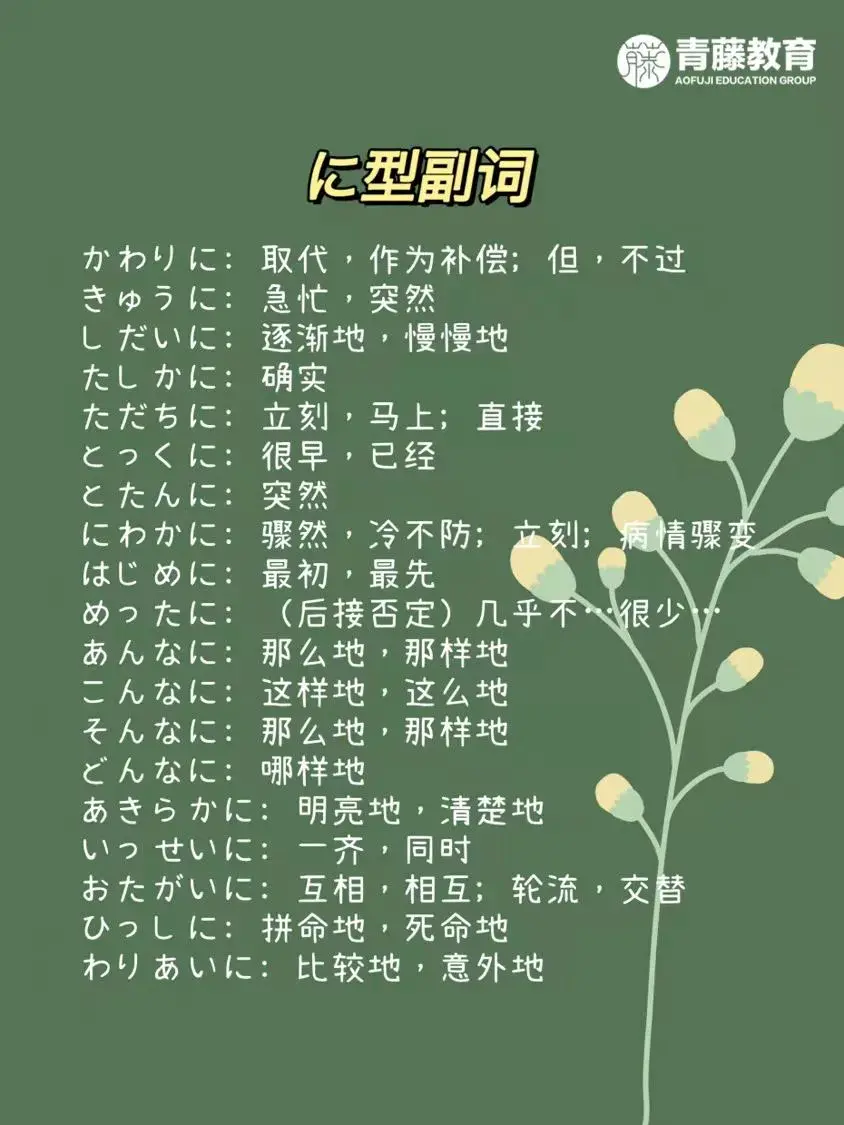 青藤教育
AOFUJI EDUCATION GROUP
に型副词
かわりに：取代，作为补偿；但，不过
きゅうに：急忙，突然
しだいに：逐渐地，慢慢地
たしかに：确实
ただちに：立刻，马上；直接
とっくに：很早，已经
とたんに：突然
にわかに：骤然，冷不防；立刻；病情骤变
はじめに：最初，最先
めったに：（后接否定）几乎不…很少…
あんなに：那么地，那样地
こんなに：这样地，这么地
そんなに：那么地，那样地
どんなに：哪样地
あきらかに：明亮地，清楚地
いっせいに：一齐，同时
おたがいに：互相，相互；轮流，交替
ひっしに：拼命地，死命地
わりあいに：比较地，意外地